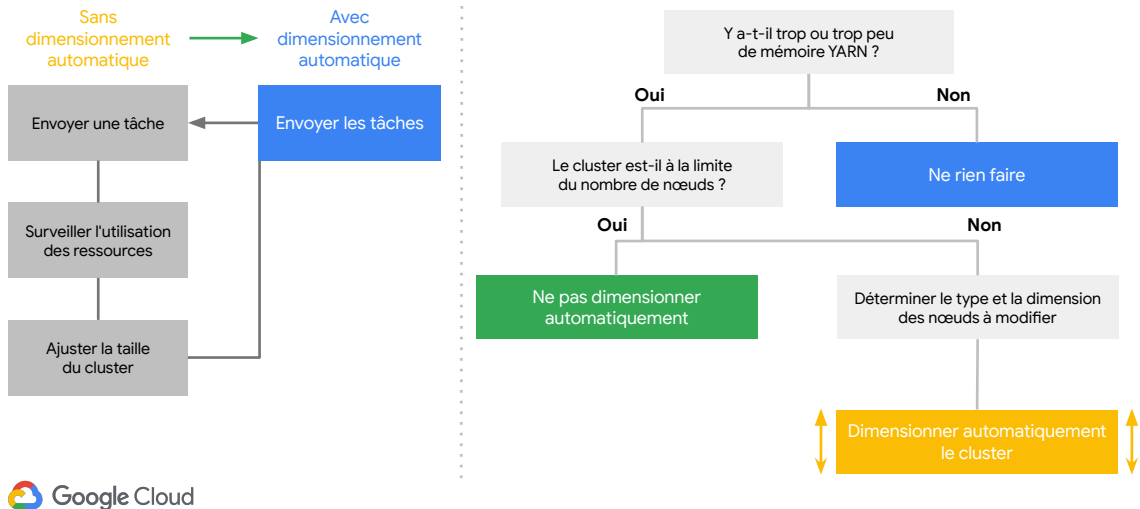 Sans
dimensionnement
automatique
Avec
dimensionnement
automatique
Envoyer une tâche
Envoyer les tâches
Surveiller l'utilisation
des ressources
Ajuster la taille
du cluster
Y a-t-il trop ou trop peu
de mémoire YARN ?
Oui
Non
Le cluster est-il à la limite
du nombre de nœuds ?
Ne rien faire
Oui
Non
Ne pas dimensionner
automatiquement
Déterminer le type et la dimension
des nœuds à modifier
Dimensionner automatiquement
le cluster
Google Cloud